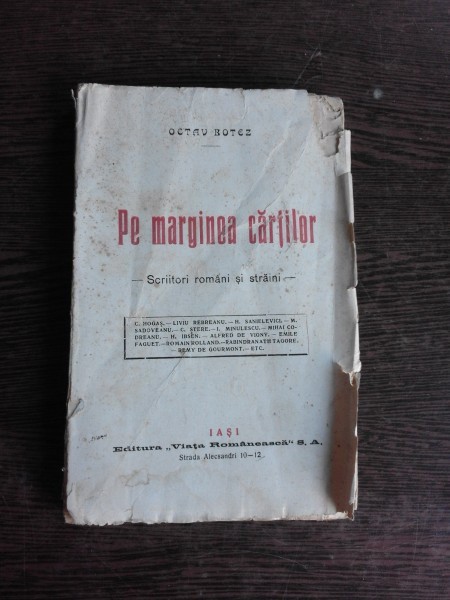 OCTAV BOTEZ
Pe marginea cărților
— Scriitori români și străini —
C. HOGAȘ.—LIVIU REBREANU.—H. SANIELEVICI.—M.
SADOVEANU.—C. STERE.—I. MINULESCU.—MIHAI CO-
DREANU.—H. IBSEN.—ALFRED DE VIGNY.—EMILE
FAGUET.—ROMAIN ROLLAND.—RABINDRANATH TAGORE.
REMY DE GOURMONT.—ETC.
IAȘI
Editura „Viața Românească" S. A.
Strada Alecsandri 10—12